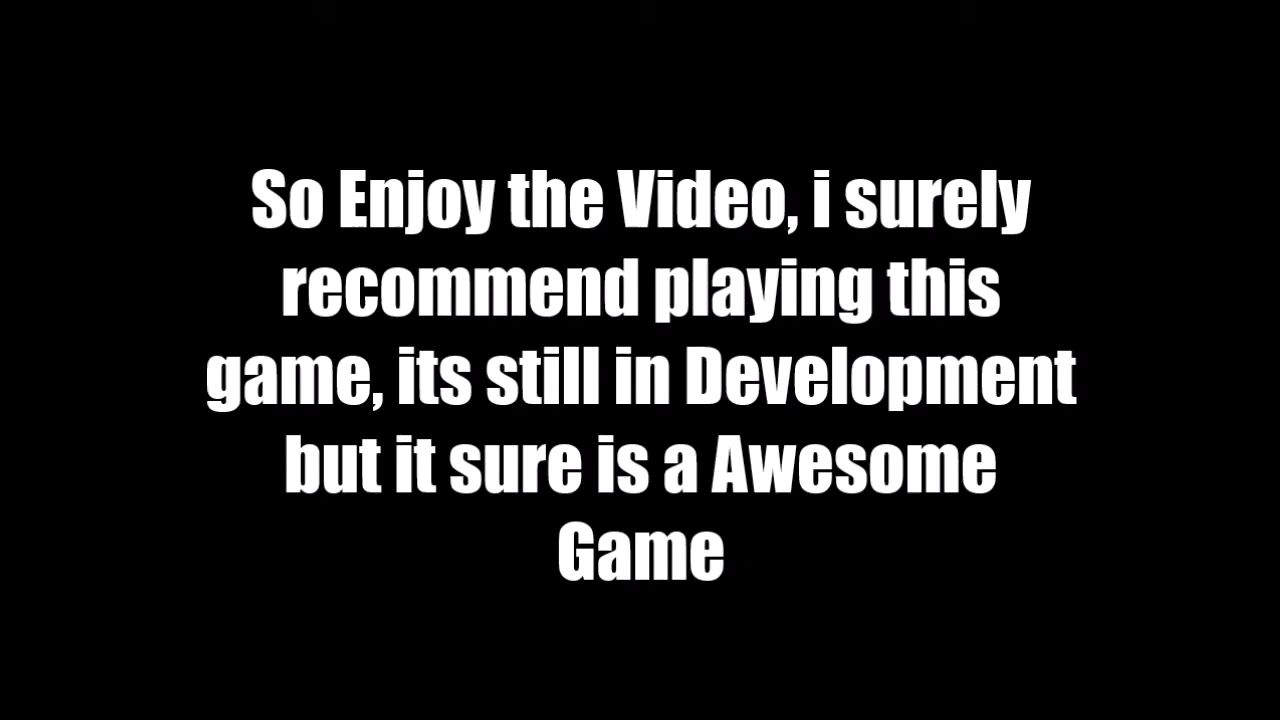 So Enjoy the Video, i surely
recommend playing this
game, its still in Development
but it sure is a Awesome
Game